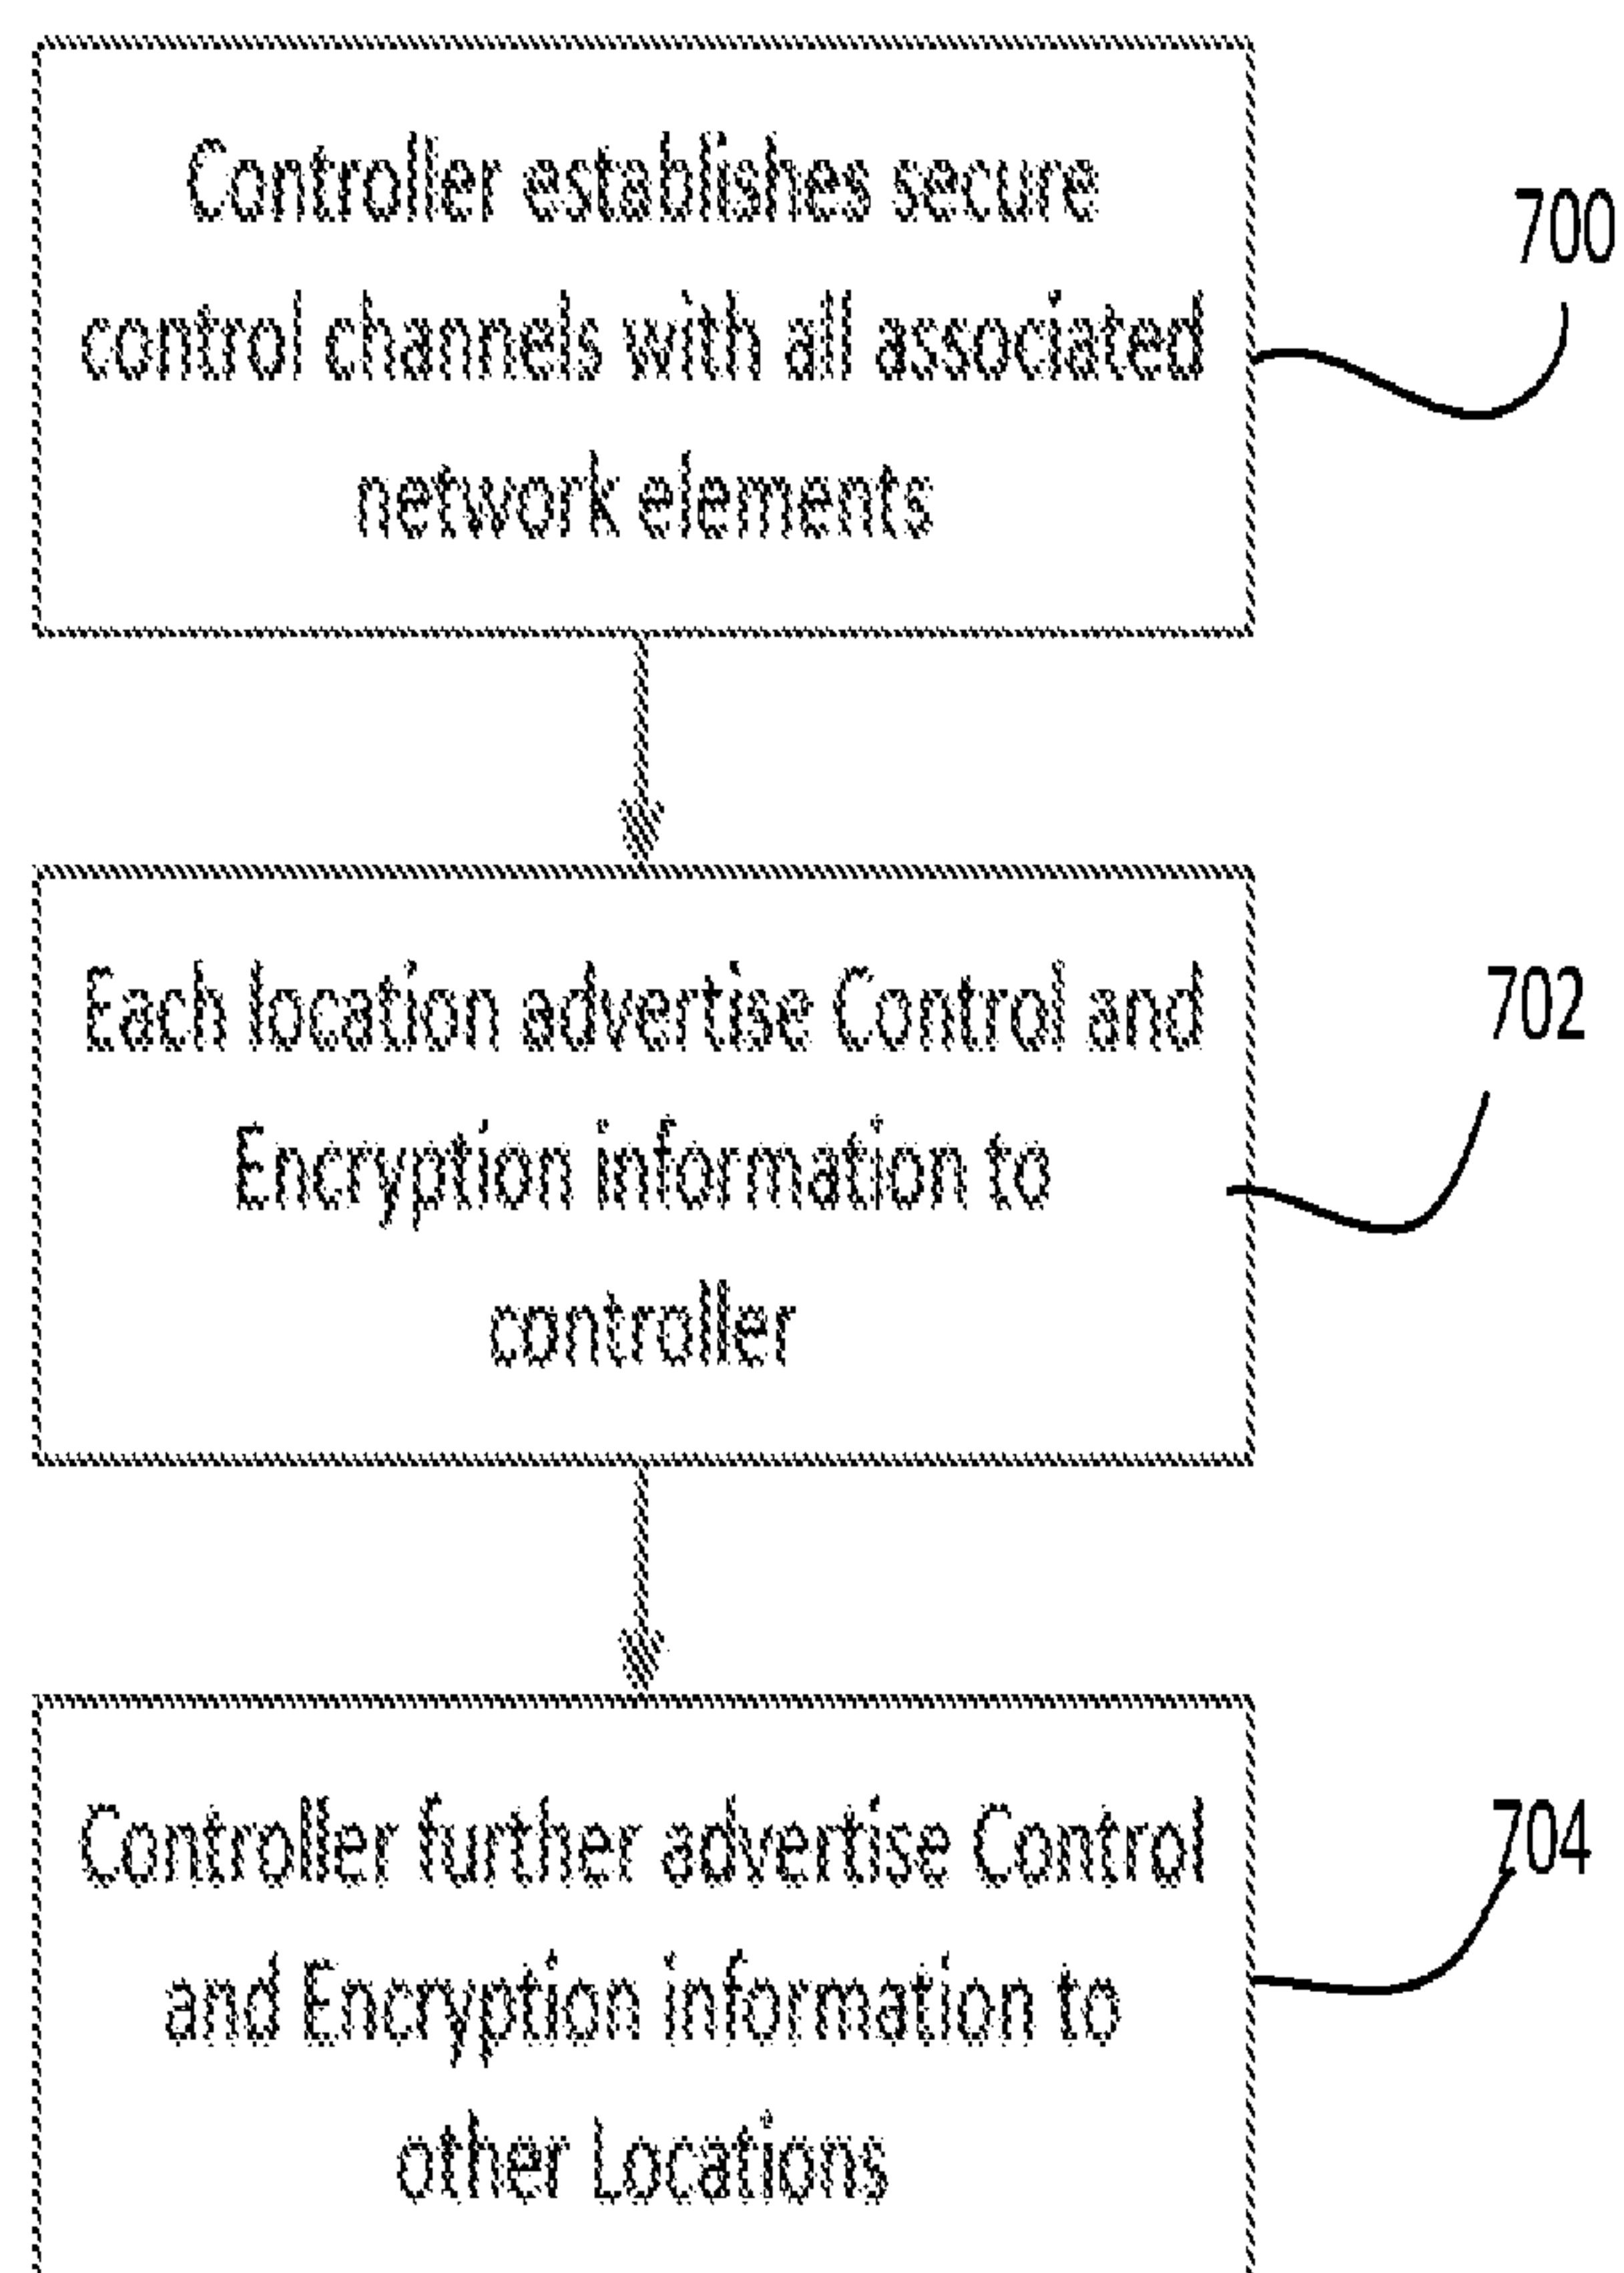 Controller establishes secure
control channels with all associated
network elements
700
Each location advertise Control and
Encryption information to
controller
702
Controller further advertise Control
and Encryption information to
other Locations
704